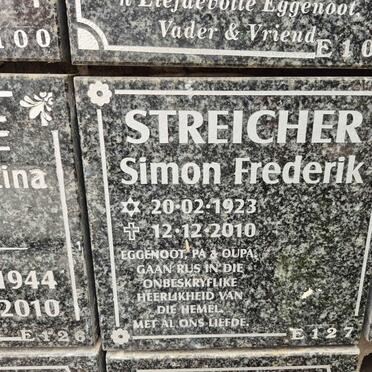 100
'n Liefdevolle Eggenoot,
Vader & Vriend
E 10
STREICHER
Simon Frederik
20-02-1923
12-12-2010
EGGENOOT, PA & OUPA,
GAAN RUS IN DIE
ONBESKRYFLIKE
HEERLIKHEID VAN
DIE HEMEL.
MET AL ONS LIEFDE.
E127
E
ina
1944
2010
E126